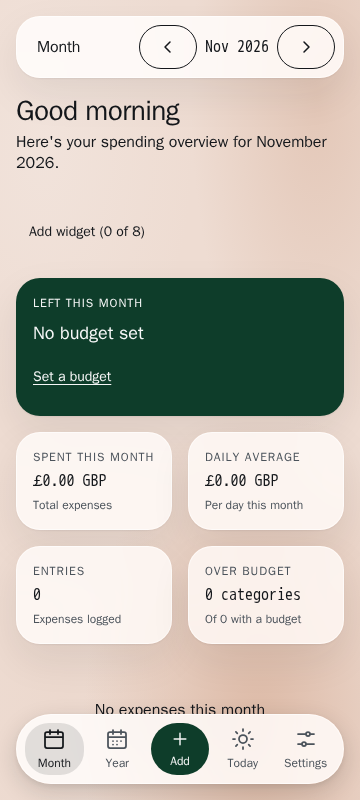 Month
Nov 2026
Good morning
Here's your spending overview for November
2026.
Add widget (0 of 8)
LEFT THIS MONTH
No budget set
Set a budget
SPENT THIS MONTH
£0.00 GBP
Total expenses
DAILY AVERAGE
£0.00 GBP
Per day this month
ENTRIES
0
Expenses logged
OVER BUDGET
0 categories
Of 0 with a budget
No expenses this month
Month
Year
Add
Today
Settings